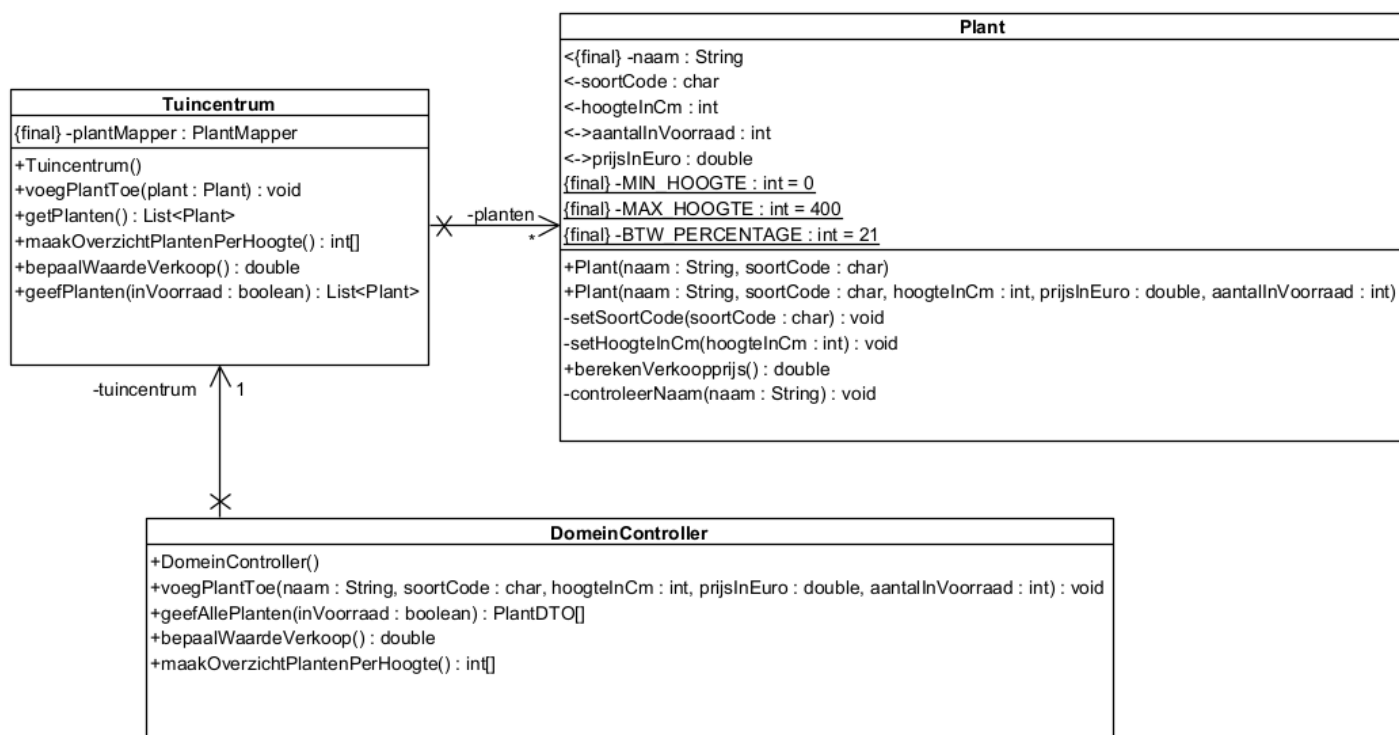 Plant
<{final} -naam : String
<-soortCode : char
<-hoogteInCm : int
<->aantalInVoorraad : int
<->prijsInEuro : double
{final} -MIN_HOOGTE : int = 0
{final} -MAX_HOOGTE : int = 400
{final} -BTW_PERCENTAGE : int = 21
+Plant(naam : String, soortCode : char)
+Plant(naam : String, soortCode : char, hoogteInCm : int, prijsInEuro : double, aantalInVoorraad : int)
-setSoortCode(soortCode : char) : void
-setHoogteInCm(hoogteInCm : int) : void
+berekenVerkoopprijs() : double
-controleerNaam(naam : String) : void
Tuincentrum
{final} -plantMapper : PlantMapper
+Tuincentrum()
+voegPlantToe(plant : Plant) : void
+getPlanten() : List<Plant>
+maakOverzichtPlantenPerHoogte() : int[]
+bepaalWaardeVerkoop() : double
+geefPlanten(inVoorraad : boolean) : List<Plant>
-planten
*
-tuincentrum
1
DomeinController
+DomeinController()
+voegPlantToe(naam : String, soortCode : char, hoogteInCm : int, prijsInEuro : double, aantalInVoorraad : int) : void
+geefAllePlanten(inVoorraad : boolean) : PlantDTO[]
+bepaalWaardeVerkoop() : double
+maakOverzichtPlantenPerHoogte() : int[]